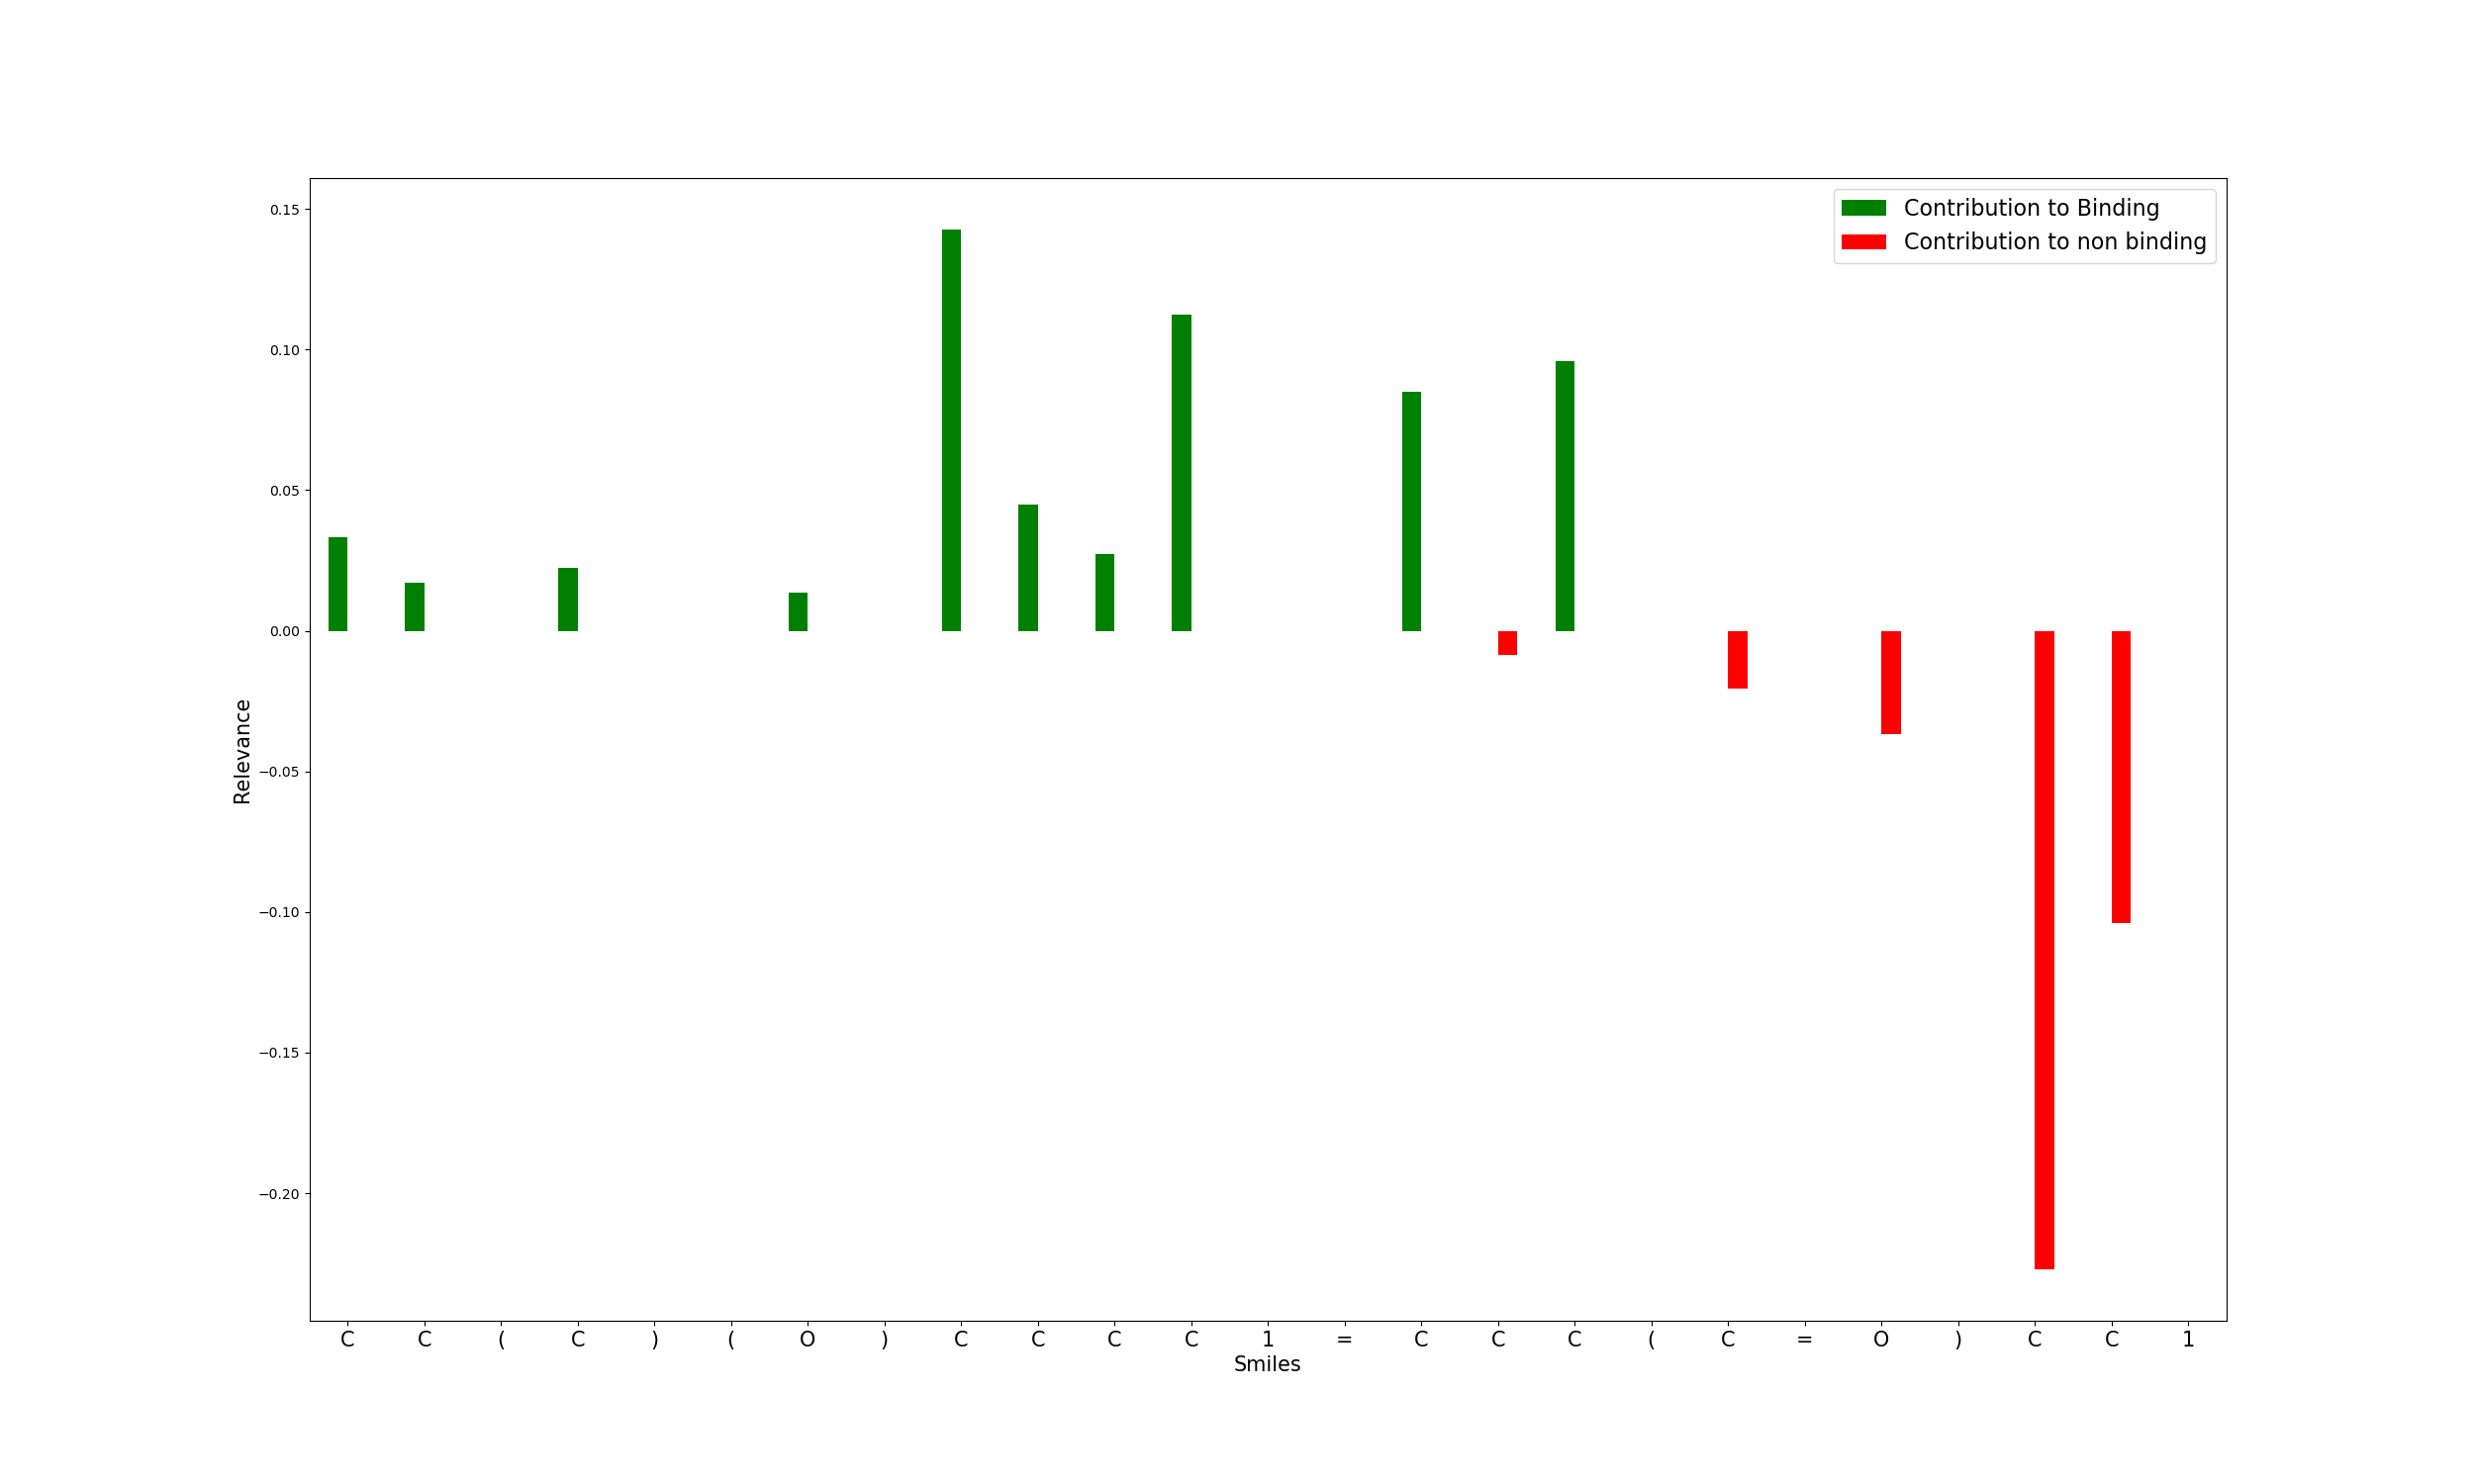 Contribution to Binding
Contribution to non binding
0.15
0.10
0.05
0.00
−0.05
−0.10
−0.15
−0.20
Relevance
C C ( C ) ( O ) C C C C 1 = C C C ( C = O ) C C 1
Smiles